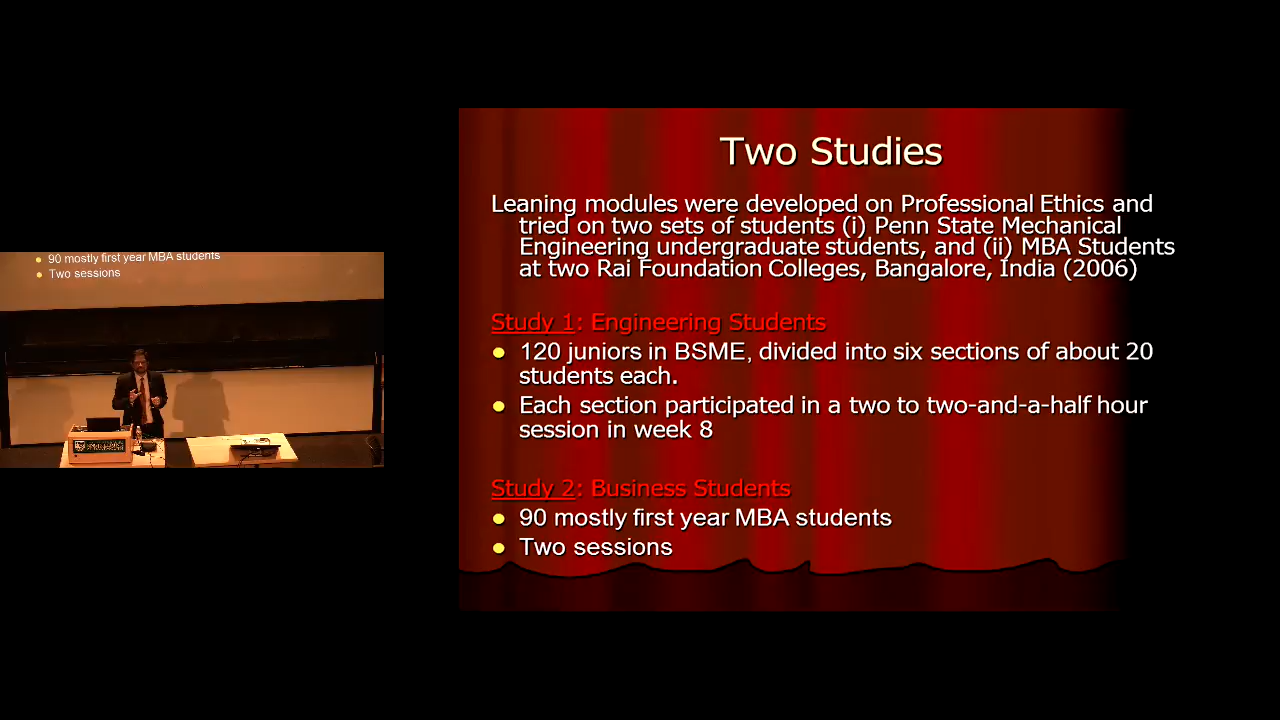 90 mostly first year MBA students
Two sessions
Two Studies
Leaning modules were developed on Professional Ethics and
tried on two sets of students (i) Penn State Mechanical
Engineering undergraduate students, and (ii) MBA Students
at two Rai Foundation Colleges, Bangalore, India (2006)
Study 1: Engineering Students
120 juniors in BSME, divided into six sections of about 20
students each.
Each section participated in a two to two-and-a-half hour
session in week 8
Study 2: Business Students
90 mostly first year MBA students
Two sessions